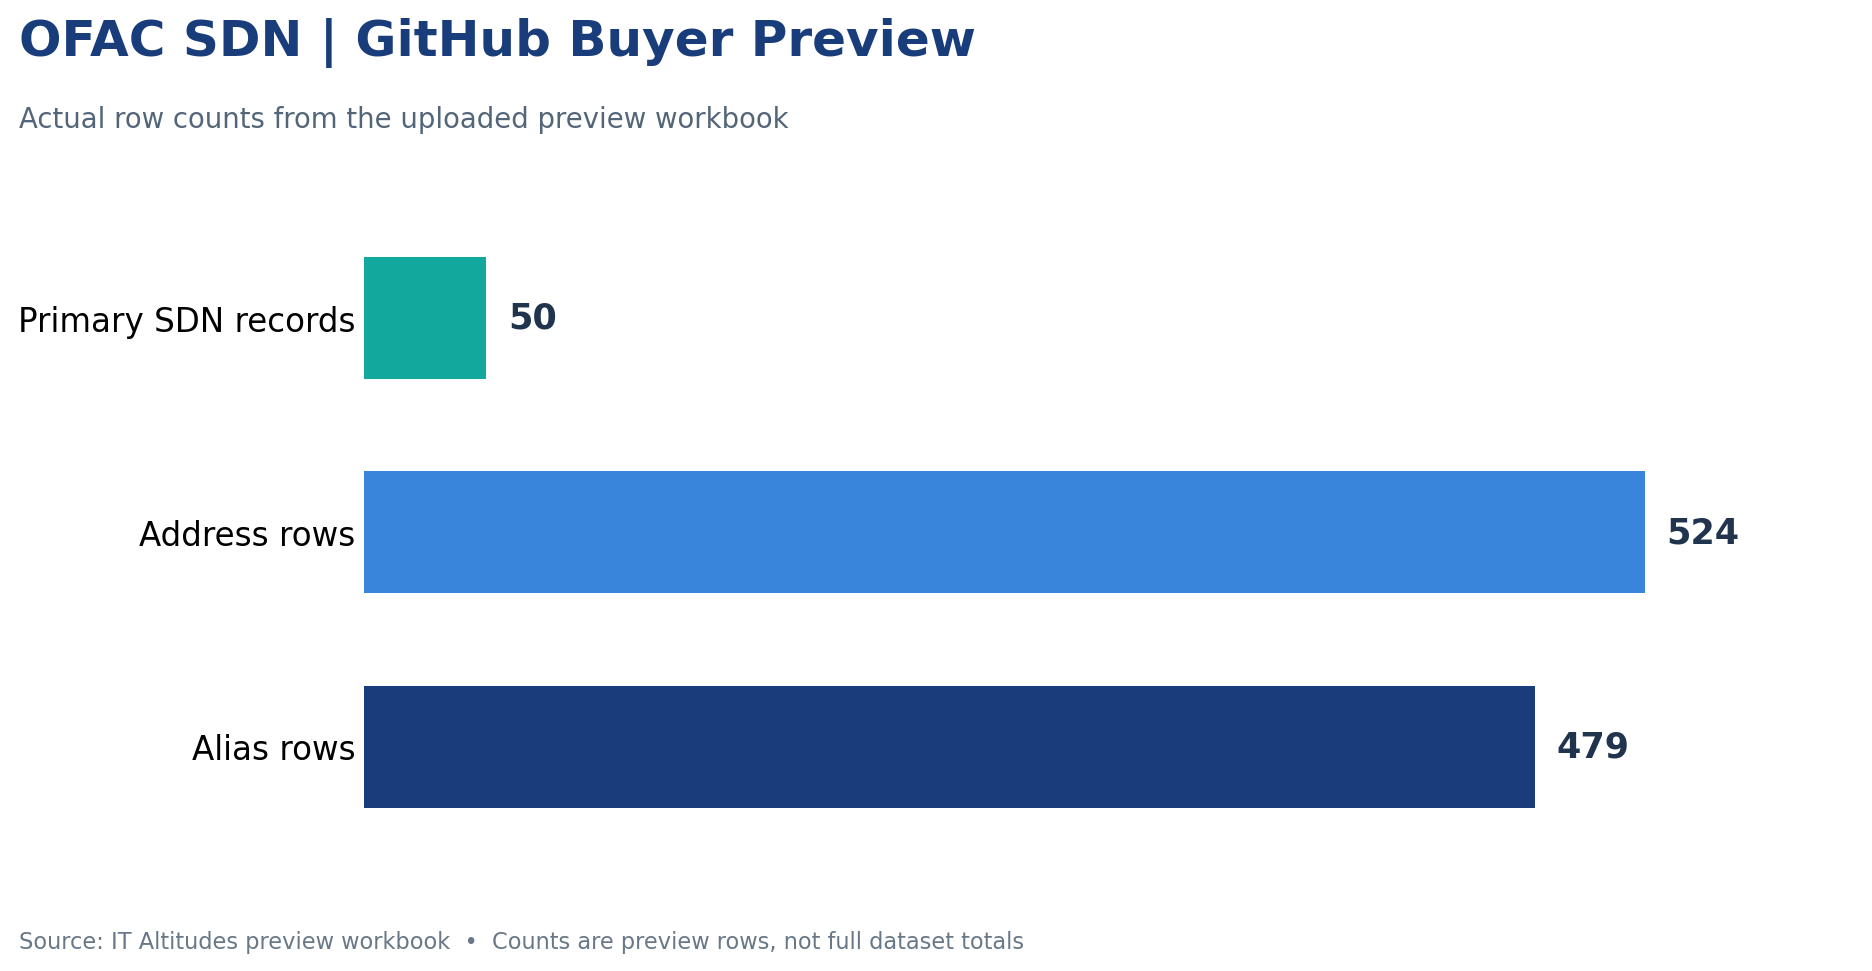 OFAC SDN | GitHub Buyer Preview
Actual row counts from the uploaded preview workbook
Primary SDN records 50
Address rows 524
Alias rows 479
Source: IT Altitudes preview workbook • Counts are preview rows, not full dataset totals